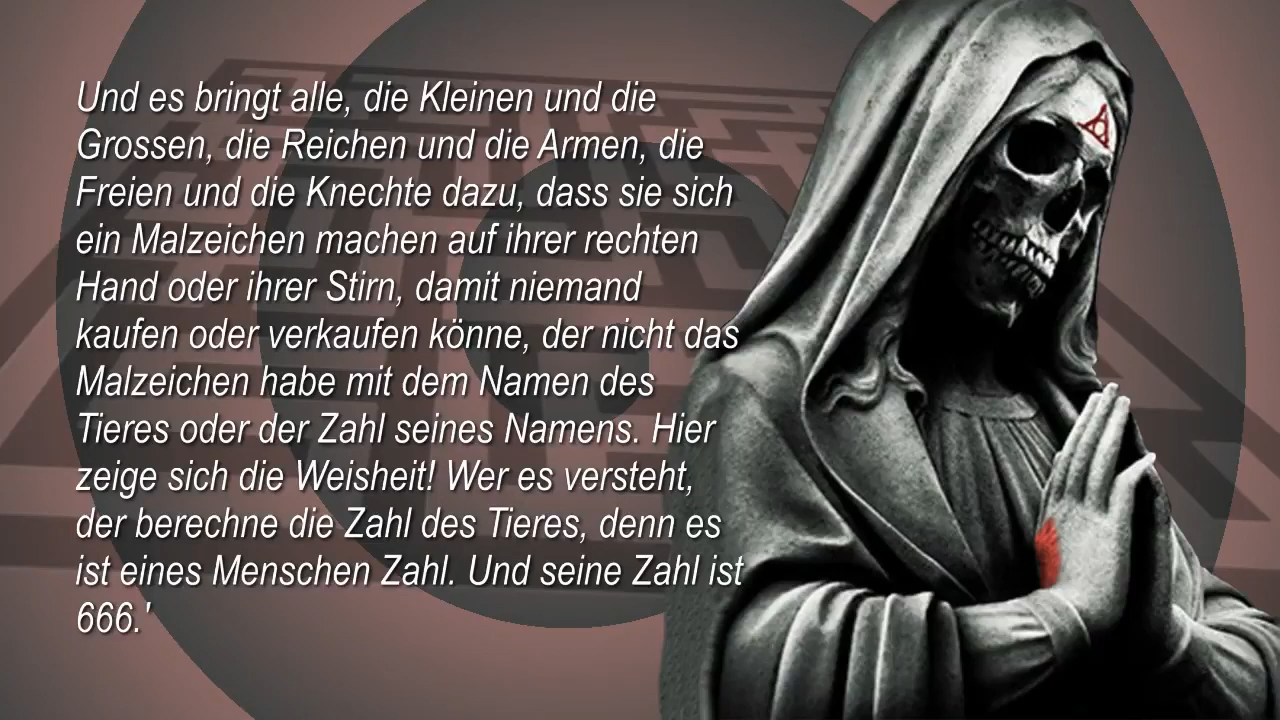 Und es bringt alle, die Kleinen und die
Grossen, die Reichen und die Armen, die
Freien und die Knechte dazu, dass sie sich
ein Malzeichen machen auf ihrer rechten
Hand oder ihrer Stirn, damit niemand
kaufen oder verkaufen könne, der nicht das
Malzeichen habe mit dem Namen des
Tieres oder der Zahl seines Namens. Hier
zeige sich die Weisheit! Wer es versteht,
der berechne die Zahl des Tieres, denn es
ist eines Menschen Zahl. Und seine Zahl ist
666.'